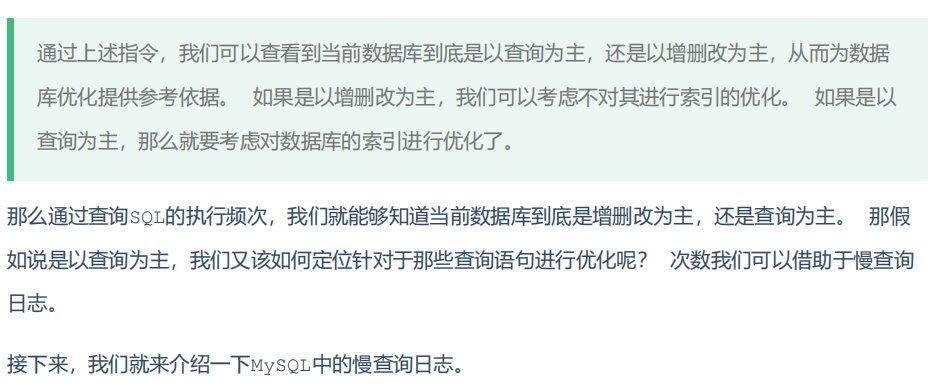 通过上述指令，我们可以查看到当前数据库到底是以查询为主，还是以增删改为主，从而为数据
库优化提供参考依据。 如果是以增删改为主，我们可以考虑不对其进行索引的优化。 如果是以
查询为主，那么就要考虑对数据库的索引进行优化了。
那么通过查询SQL的执行频次，我们就能够知道当前数据库到底是增删改为主，还是查询为主。 那假
如说是以查询为主，我们又该如何定位针对于那些查询语句进行优化呢？ 次数我们可以借助于慢查询
日志。
接下来，我们就来介绍一下MySQL中的慢查询日志。